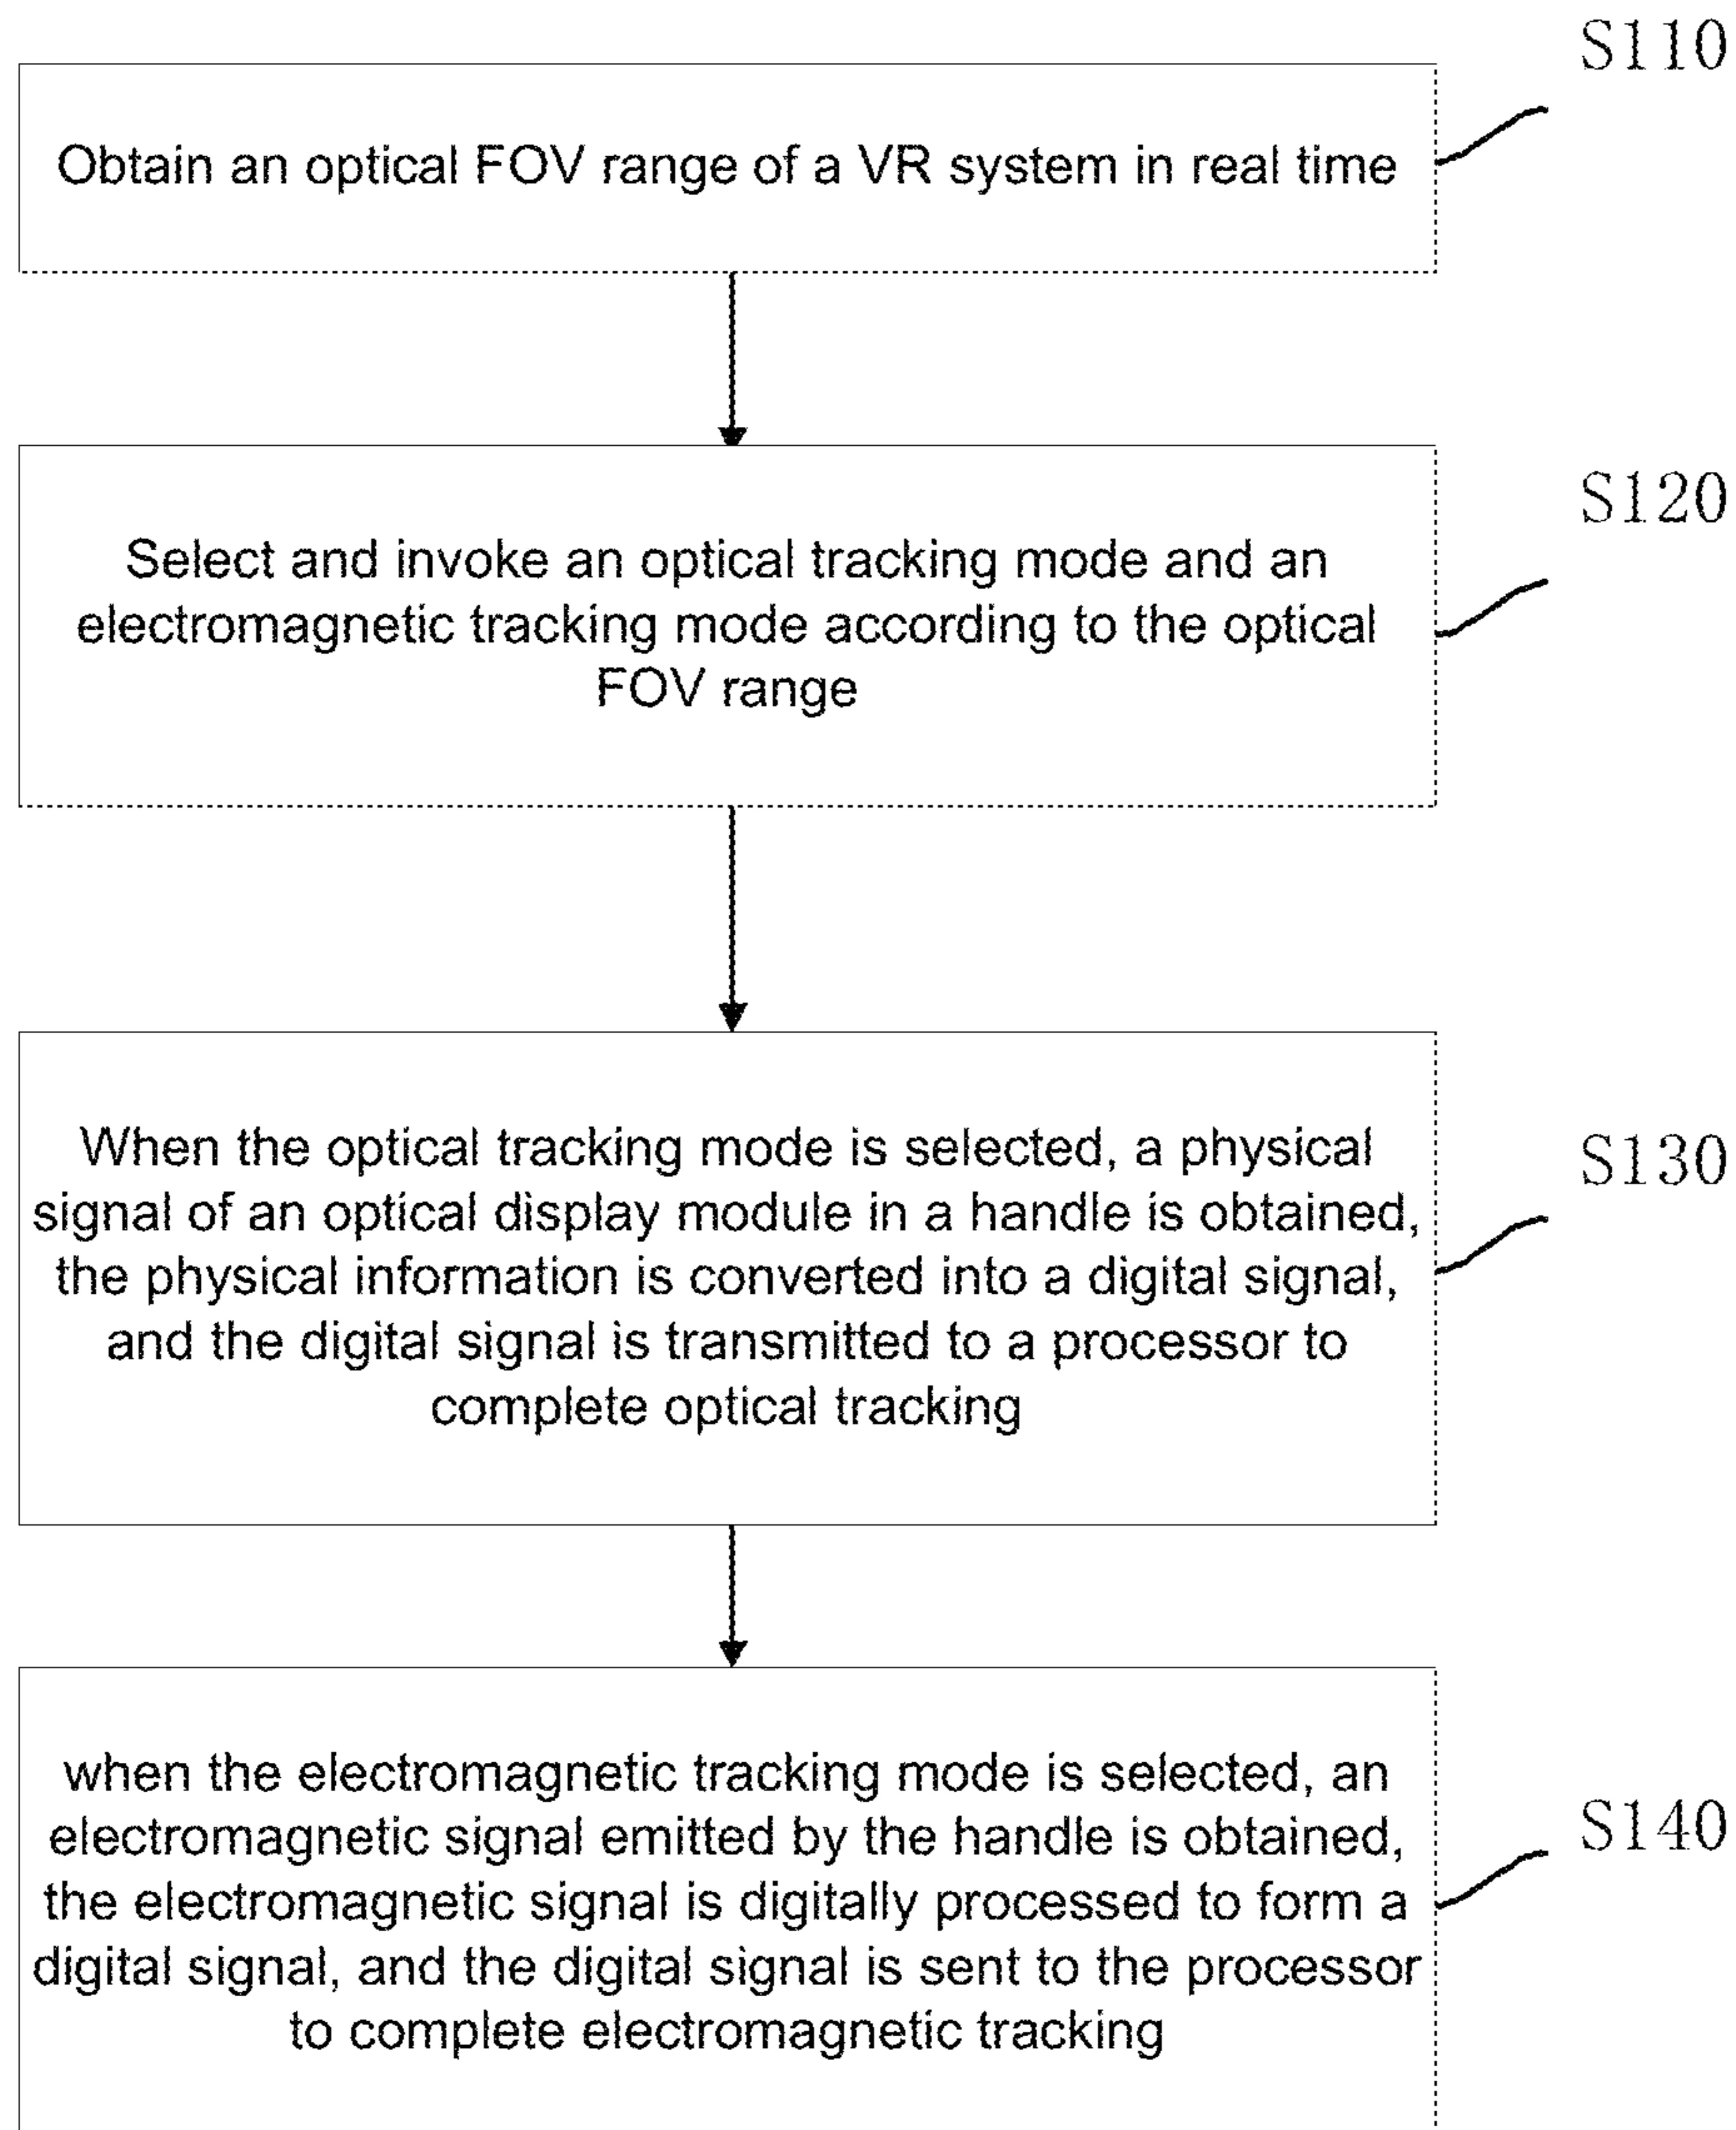 S110
Obtain an optical FOV range of a VR system in real time
S120
Select and invoke an optical tracking mode and an
electromagnetic tracking mode according to the optical
FOV range
S130
When the optical tracking mode is selected, a physical
signal of an optical display module in a handle is obtained,
the physical information is converted into a digital signal,
and the digital signal is transmitted to a processor to
complete optical tracking
S140
when the electromagnetic tracking mode is selected, an
electromagnetic signal emitted by the handle is obtained,
the electromagnetic signal is digitally processed to form a
digital signal, and the digital signal is sent to the processor
to complete electromagnetic tracking